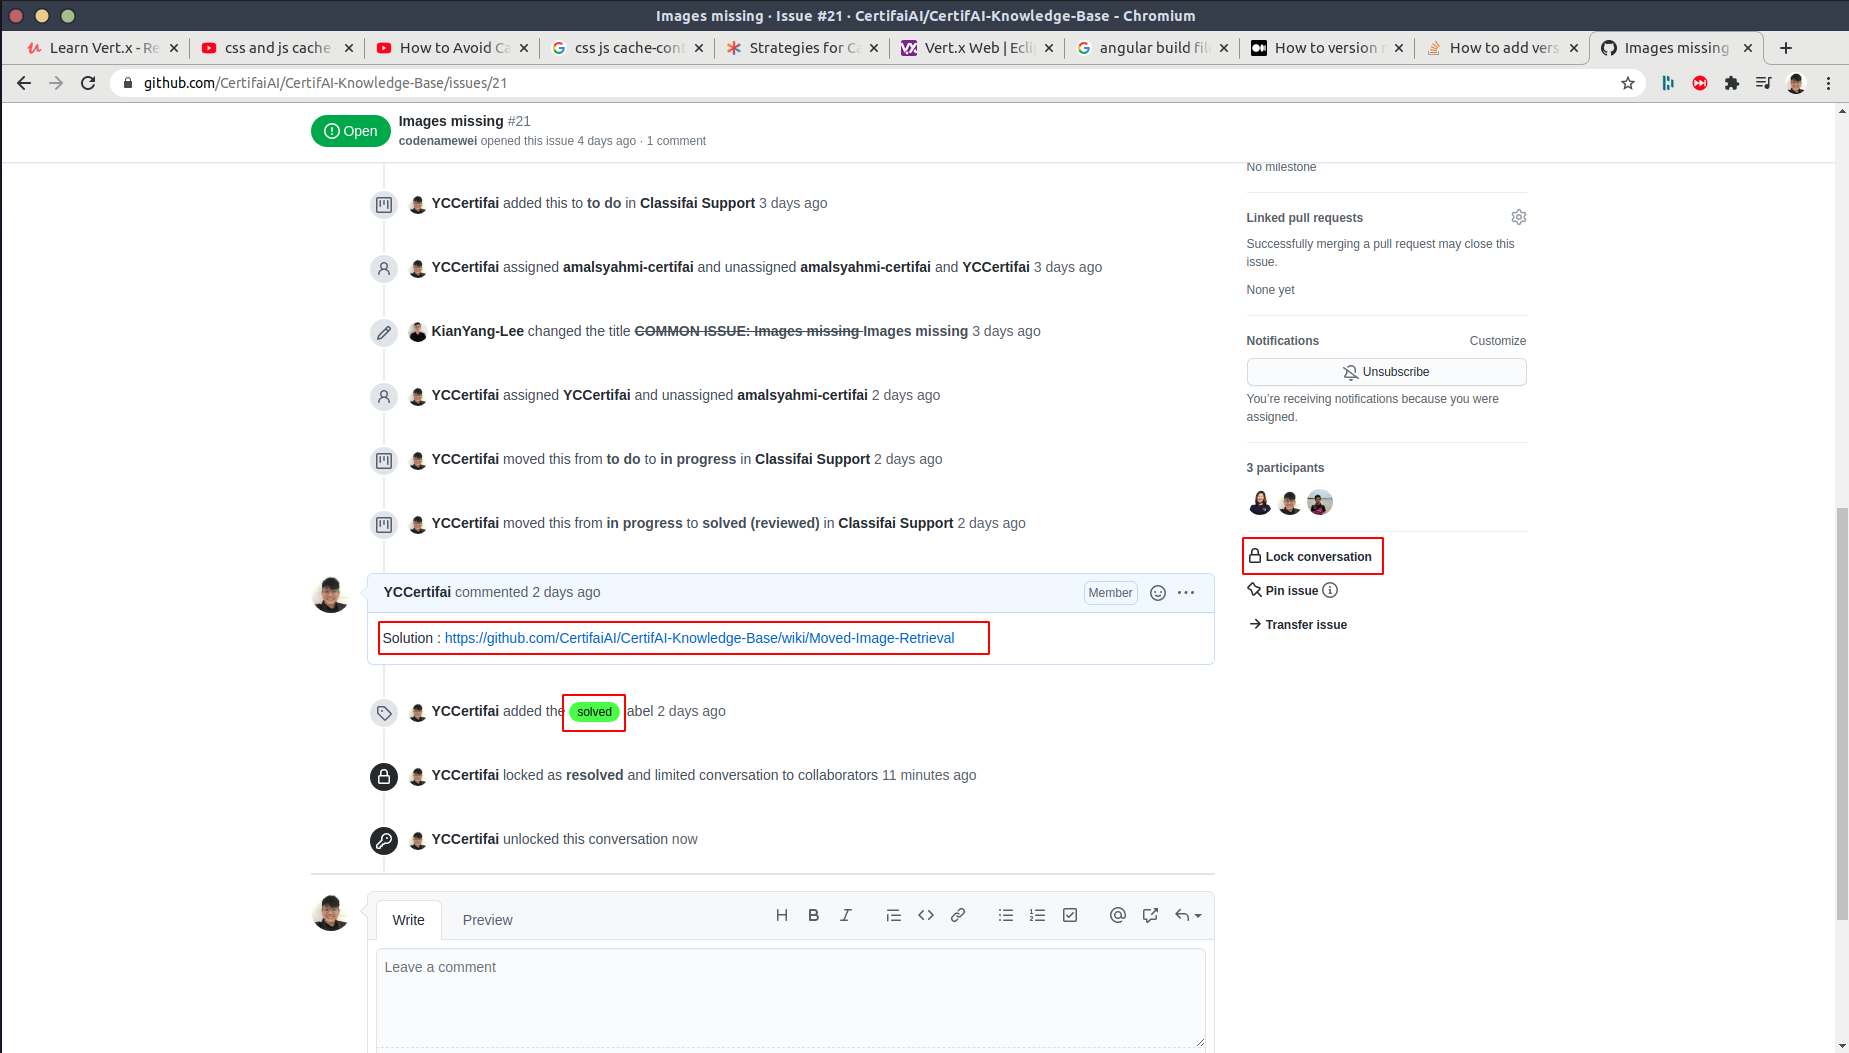 Images missing · Issue #21 · CertifaiAI/CertifAI-Knowledge-Base - Chromium
Learn Vert.x - Re
css and js cache
How to Avoid Ca
css js cache-cont
Strategies for Ca
Vert.x Web | Ecli
angular build fil
How to version
How to add vers
Images missing
github.com/CertifaiAI/CertifAI-Knowledge-Base/issues/21
Open
Images missing #21
codenamewei opened this issue 4 days ago · 1 comment
YCCertifai added this to to do in Classifai Support 3 days ago
YCCertifai assigned amalsyahmi-certifai and unassigned amalsyahmi-certifai and YCCertifai 3 days ago
KianYang-Lee changed the title COMMON ISSUE: Images missing Images missing 3 days ago
YCCertifai assigned YCCertifai and unassigned amalsyahmi-certifai 2 days ago
YCCertifai moved this from to do to in progress in Classifai Support 2 days ago
YCCertifai moved this from in progress to solved (reviewed) in Classifai Support 2 days ago
YCCertifai commented 2 days ago
Member
Solution : https://github.com/CertifaiAI/CertifAI-Knowledge-Base/wiki/Moved-Image-Retrieval
YCCertifai added the solved abel 2 days ago
YCCertifai locked as resolved and limited conversation to collaborators 11 minutes ago
YCCertifai unlocked this conversation now
Write
Preview
H B I
Leave a comment
No milestone
Linked pull requests
Successfully merging a pull request may close this
issue.
None yet
Notifications
Customize
Unsubscribe
You're receiving notifications because you were
assigned.
3 participants
Lock conversation
Pin issue
Transfer issue